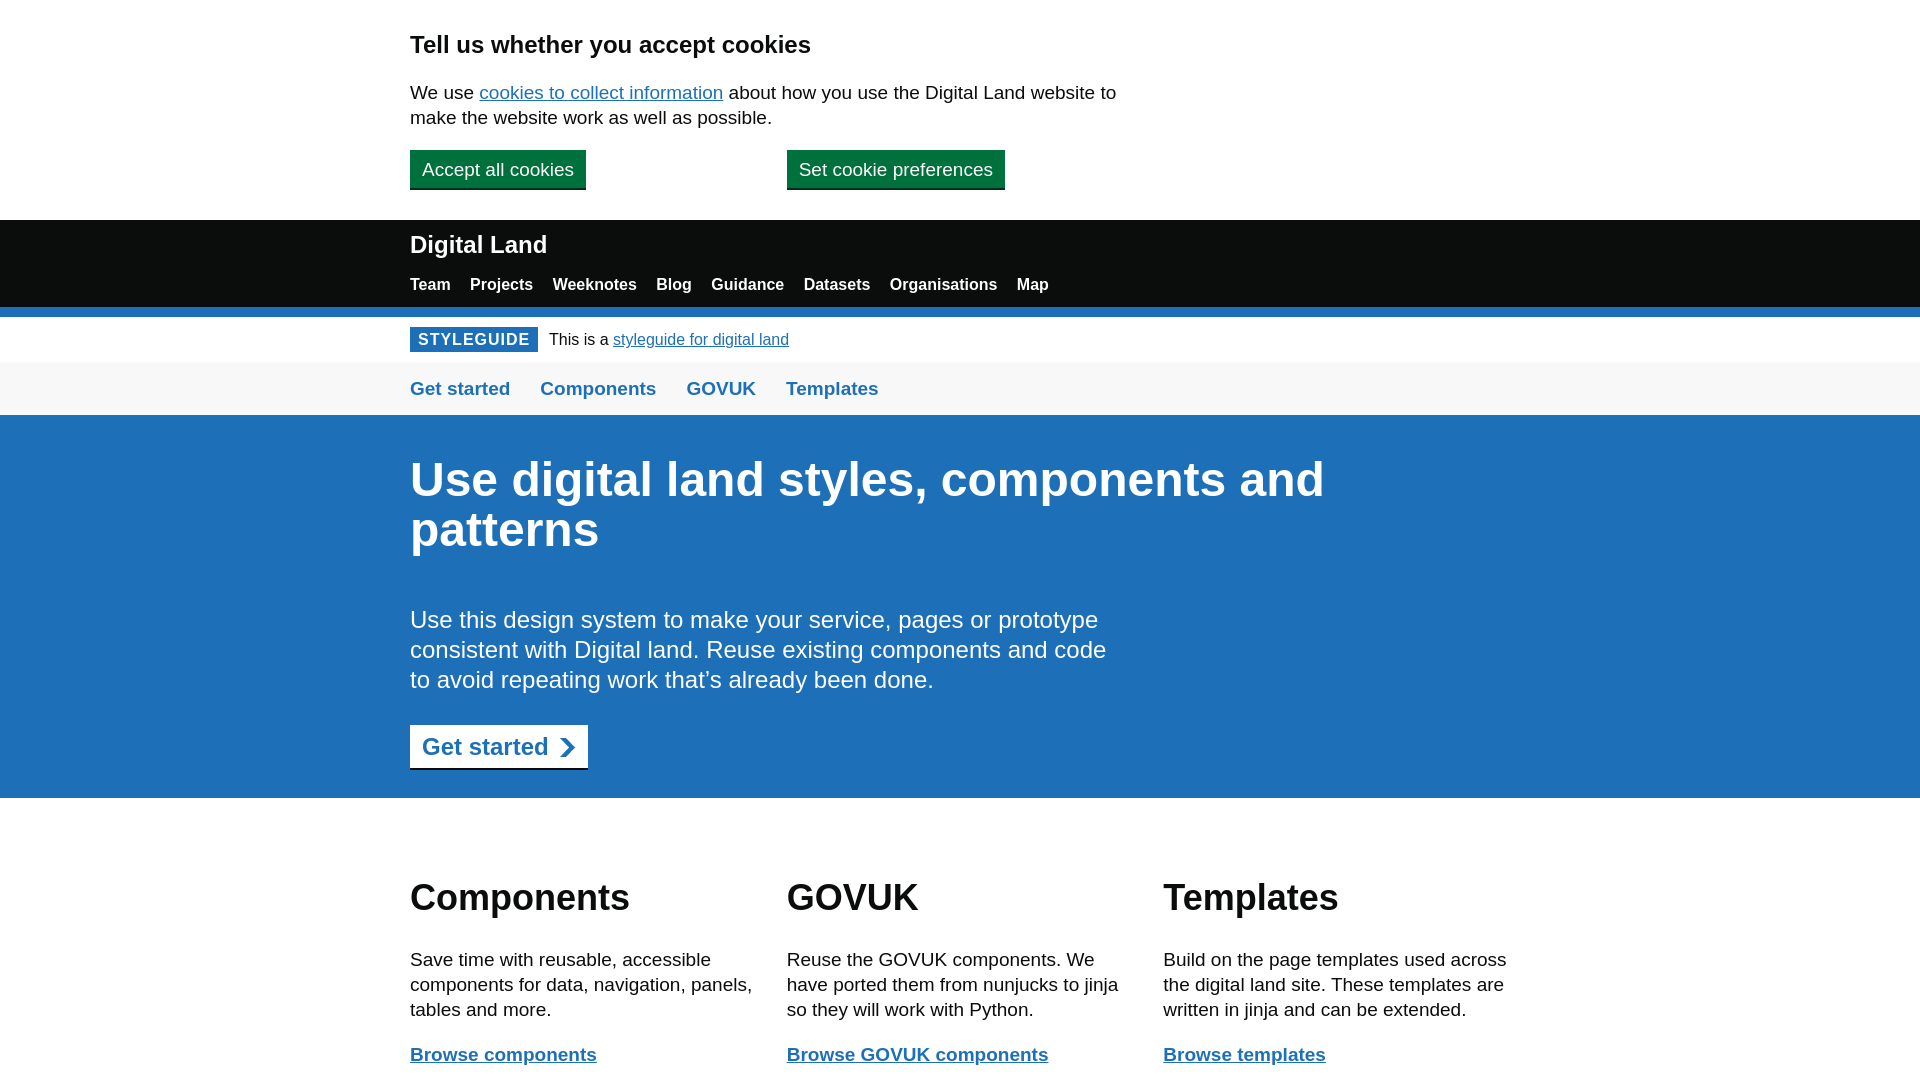 Tell us whether you accept cookies
We use cookies to collect information about how you use the Digital Land website to
make the website work as well as possible.
Accept all cookies
Set cookie preferences
Digital Land
Team Projects Weeknotes Blog Guidance Datasets Organisations Map
STYLEGUIDE This is a styleguide for digital land
Get started Components GOVUK Templates
Use digital land styles, components and
patterns
Use this design system to make your service, pages or prototype
consistent with Digital land. Reuse existing components and code
to avoid repeating work that’s already been done.
Get started
Components
Save time with reusable, accessible
components for data, navigation, panels,
tables and more.
Browse components
GOVUK
Reuse the GOVUK components. We
have ported them from nunjucks to jinja
so they will work with Python.
Browse GOVUK components
Templates
Build on the page templates used across
the digital land site. These templates are
written in jinja and can be extended.
Browse templates